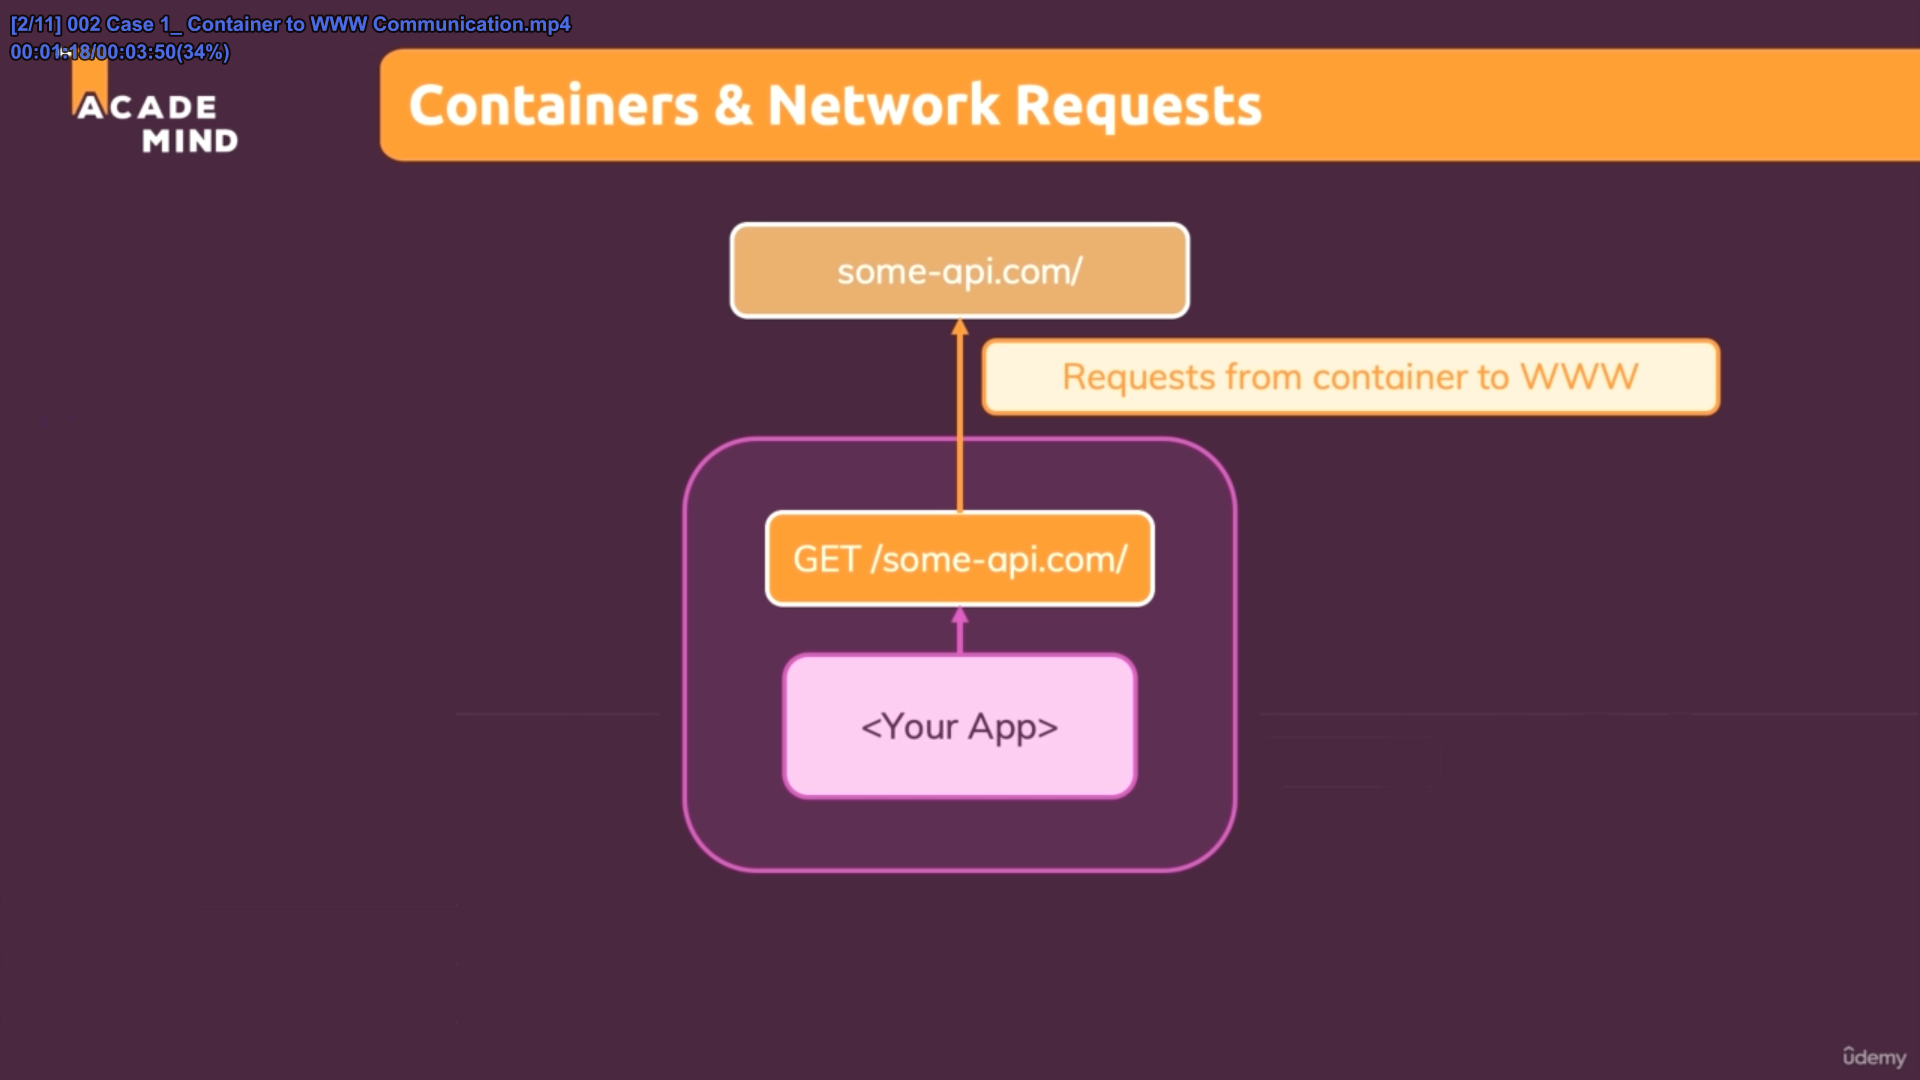 [2/11] 002 Case 1_ Container to WWW Communication.mp4
00:01:18/00:03:50(34%)
ACADE
MIND
Containers & Network Requests
some-api.com/
Requests from container to WWW
GET /some-api.com/
<Your App>
ûdemy